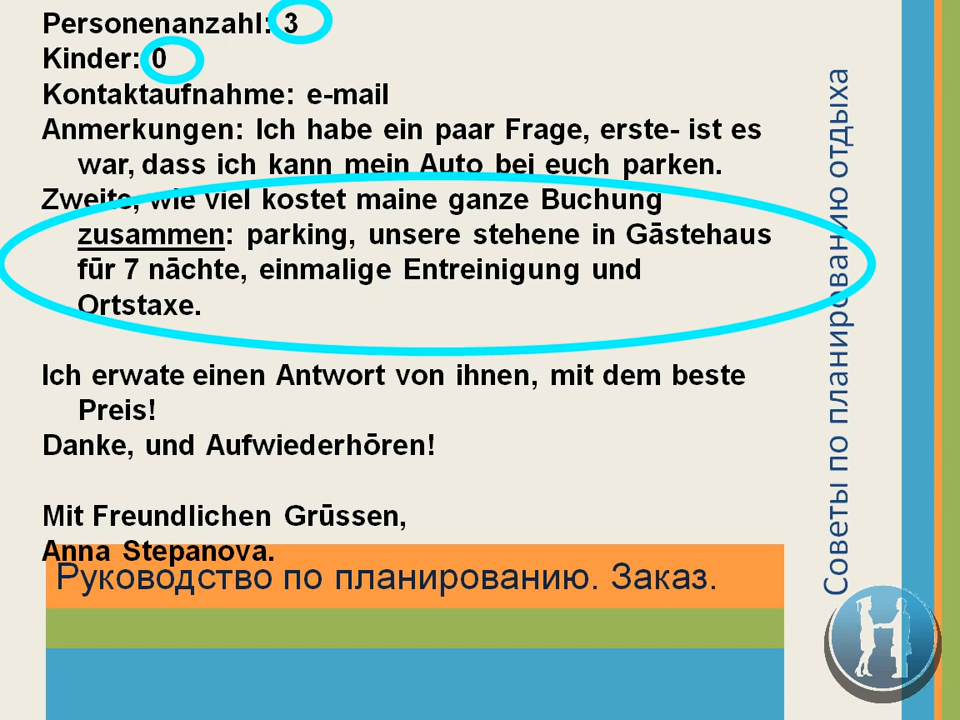 Personenanzahl: 3
Kinder: 0
Kontaktaufnahme: e-mail
Anmerkungen: Ich habe ein paar Frage, erste- ist es
war, dass ich kann mein Auto bei euch parken.
Zweite, wie viel kostet maine ganze Buchung
zusammen: parking, unsere stehene in Gāstehaus
fūr 7 nāchte, einmalige Entreinigung und
Ortstaxe.
Ich erwate einen Antwort von ihnen, mit dem beste
Preis!
Danke, und Aufwiederhōren!
Mit Freundlichen Grūssen,
Anna Stepanova.
Руководство по планированию. Заказ.
Советы по планированию отдыха